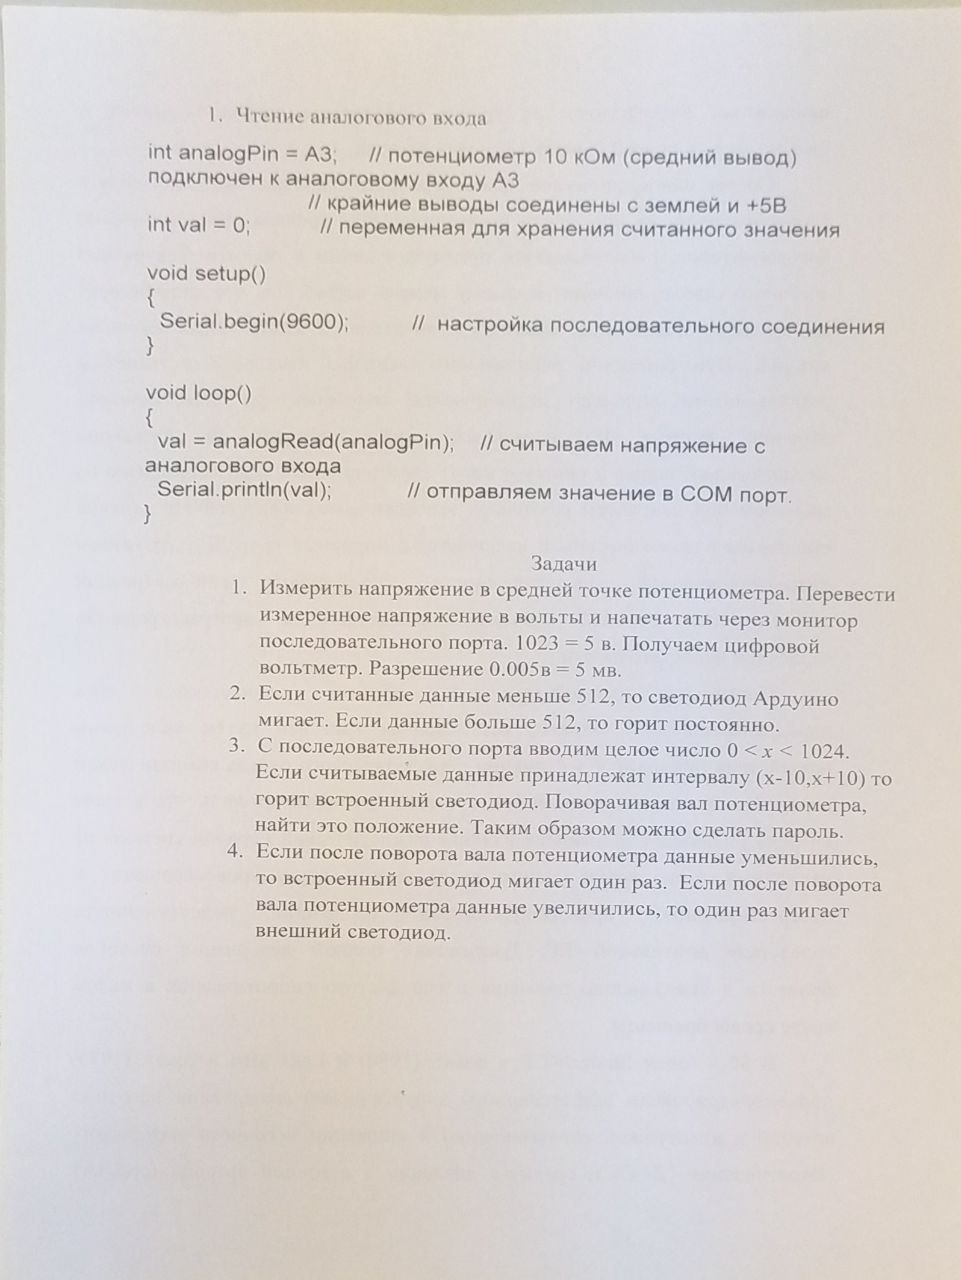 1. Чтение аналогового входа
int analogPin = A3; // потенциометр 10 кОм (средний вывод)
подключен к аналоговому входу A3
// крайние выводы соединены с землей и +5В
int val = 0; // переменная для хранения считанного значения
void setup()
{
Serial.begin(9600); // настройка последовательного соединения
}
void loop()
{
val = analogRead(analogPin); // считываем напряжение с
аналогового входа
Serial.println(val); // отправляем значение в COM порт.
}
Задачи
1. Измерить напряжение в средней точке потенциометра. Перевести
измеренное напряжение в вольты и напечатать через монитор
последовательного порта. 1023 = 5 в. Получаем цифровой
вольтметр. Разрешение 0.005в = 5 мв.
2. Если считанные данные меньше 512, то светодиод Ардуино
мигает. Если данные больше 512, то горит постоянно.
3. С последовательного порта вводим целое число 0 < x < 1024.
Если считываемые данные принадлежат интервалу (x-10,x+10) то
горит встроенный светодиод. Поворачивая вал потенциометра,
найти это положение. Таким образом можно сделать пароль.
4. Если после поворота вала потенциометра данные уменьшились,
то встроенный светодиод мигает один раз. Если после поворота
вала потенциометра данные увеличились, то один раз мигает
внешний светодиод.